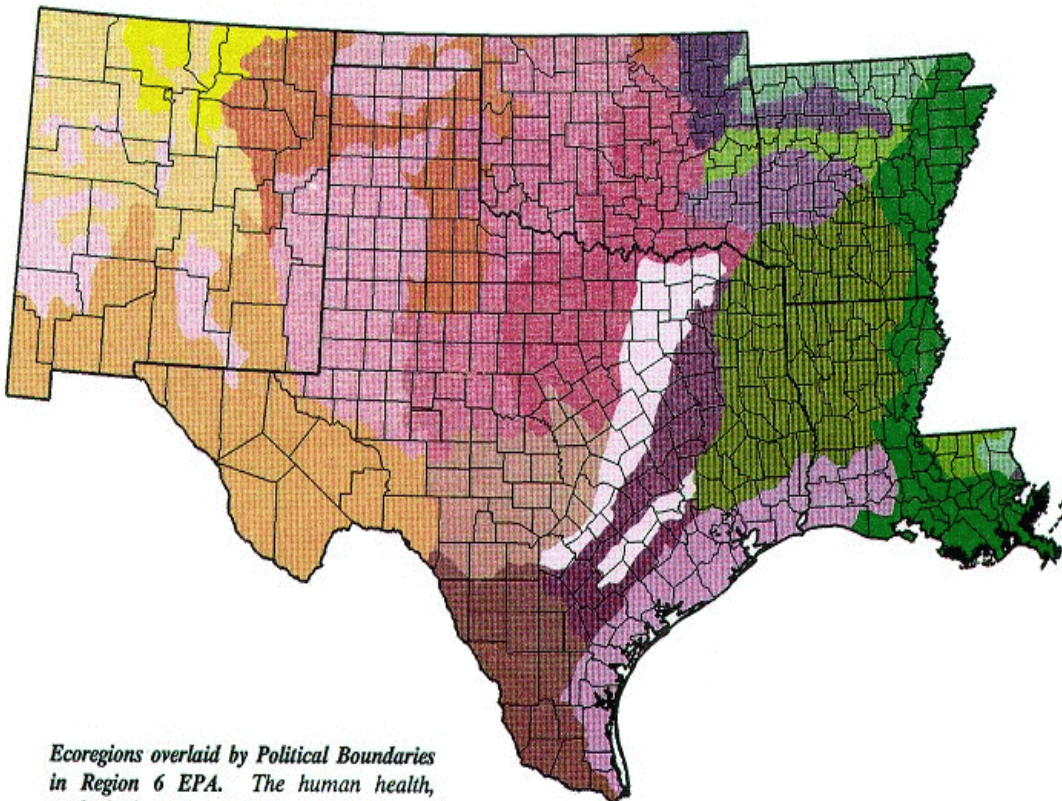 Ecoregions overlaid by Political Boundaries
in Region 6 EPA. The human health,